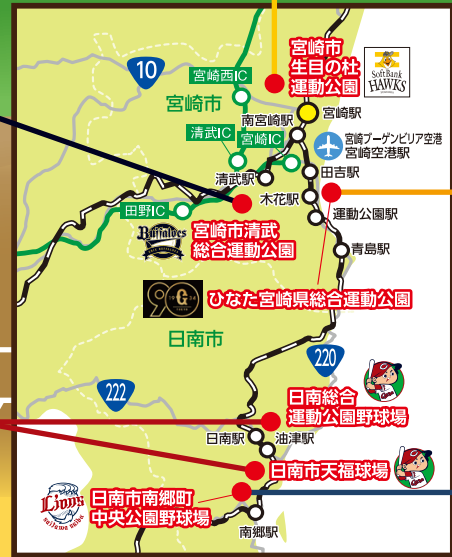 宮崎市
生目の杜
運動公園
SoftBank
HAWKS
10
宮崎西IC
宮崎市
宮崎駅
南宮崎駅
清武IC
宮崎IC
宮崎ブーゲンビリア空港
宮崎空港駅
清武駅
田吉駅
木花駅
田野IC
運動公園駅
宮崎市清武
総合運動公園
Buffaloes
青島駅
90
G
ひなた宮崎県総合運動公園
日南市
220
222
日南総合
運動公園野球場
日南駅
油津駅
日南市天福球場
Lions
saitama seibu
日南市南郷町
中央公園野球場
南郷駅